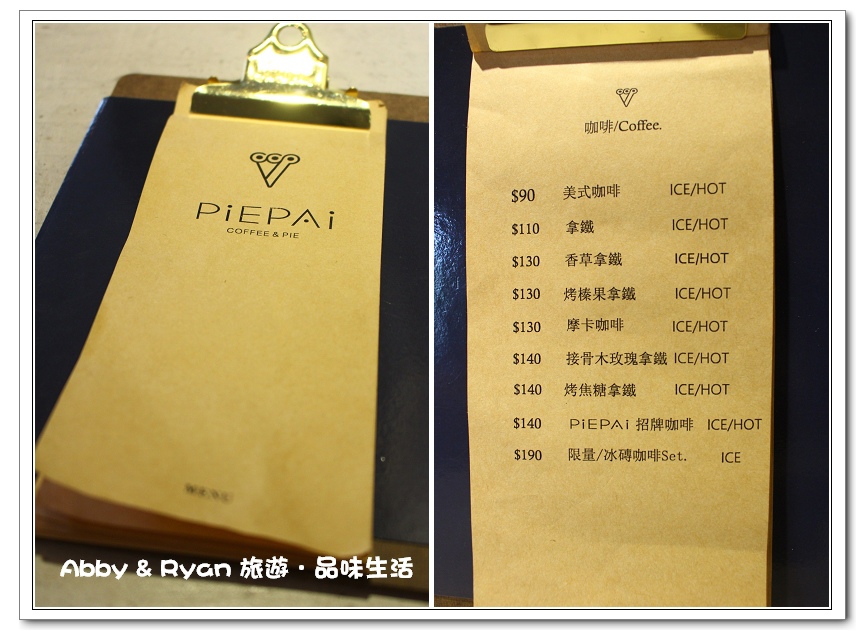 PiEPAi
COFFEE & PIE
MENU
Abby & Ryan 旅遊·品味生活
咖啡/Coffee.
$90 美式咖啡 ICE/HOT
$110 拿鐵 ICE/HOT
$130 香草拿鐵 ICE/HOT
$130 烤榛果拿鐵 ICE/HOT
$130 摩卡咖啡 ICE/HOT
$140 接骨木玫瑰拿鐵 ICE/HOT
$140 烤焦糖拿鐵 ICE/HOT
$140 PiEPAi 招牌咖啡 ICE/HOT
$190 限量/冰磚咖啡Set. ICE